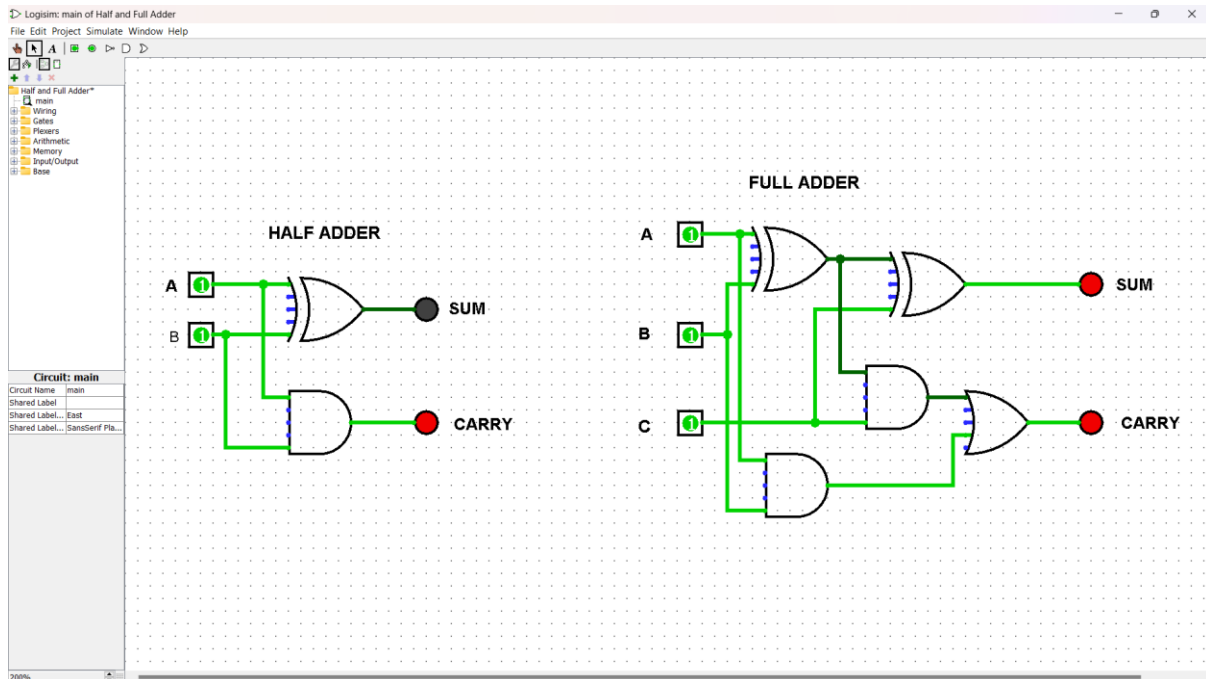 Logisim: main of Half and Full Adder
File Edit Project Simulate Window Help
A
Half and Full Adder*
main
Wiring
Gates
Plexers
Arithmetic
Memory
Input/Output
Base
Circuit: main
Circuit Name main
Shared Label
Shared Label... East
Shared Label... SansSerif Pla...
200%
HALF ADDER
A 1
SUM
B 1
CARRY
FULL ADDER
A 1
SUM
B 1
C 1
CARRY